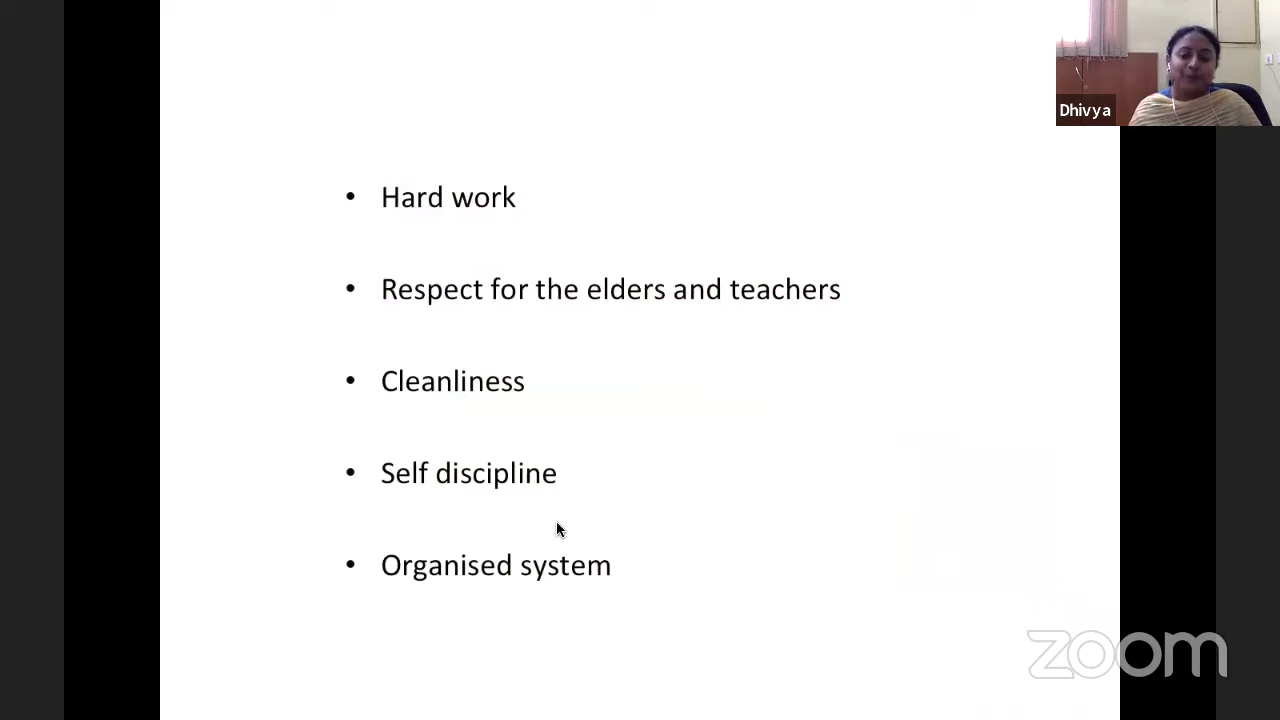 Dhivya
• Hard work
• Respect for the elders and teachers
• Cleanliness
• Self discipline
• Organised system
zoom